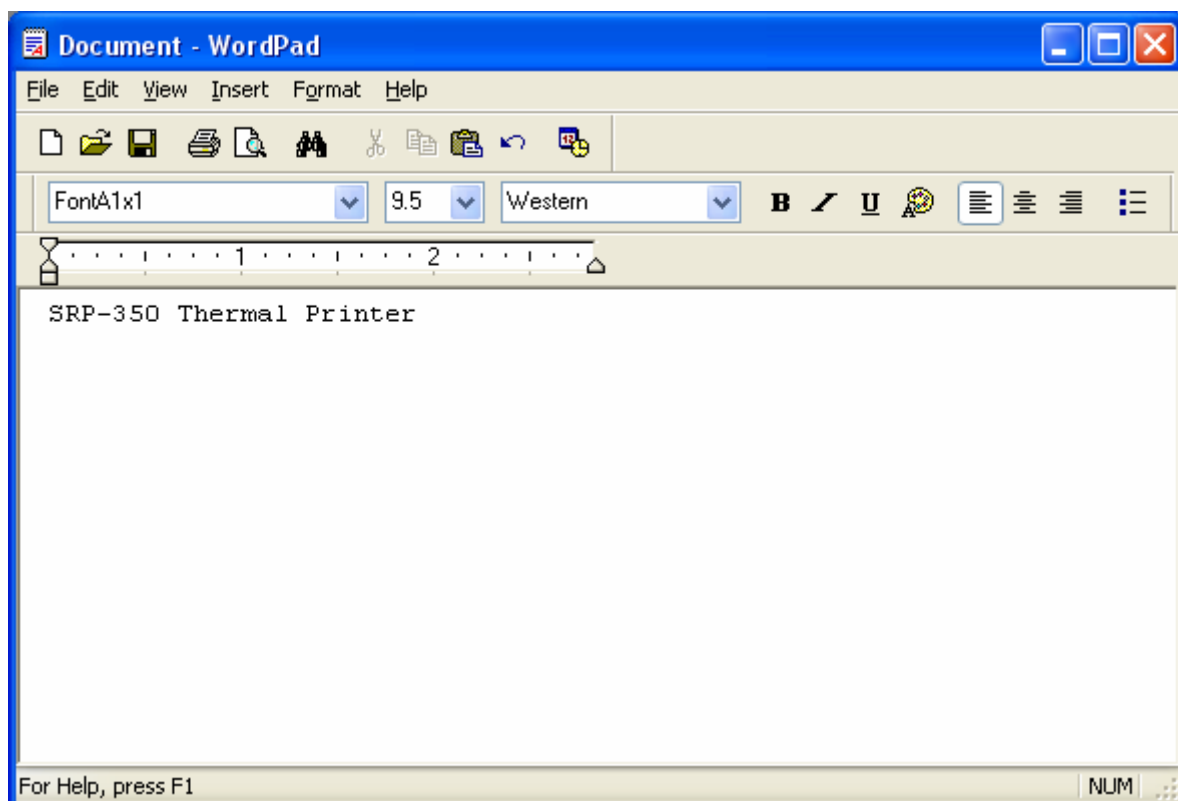 Document - WordPad
File Edit View Insert Format Help
FontA1x1 9.5 Western B U
1 2
SRP-350 Thermal Printer
For Help, press F1 NUM